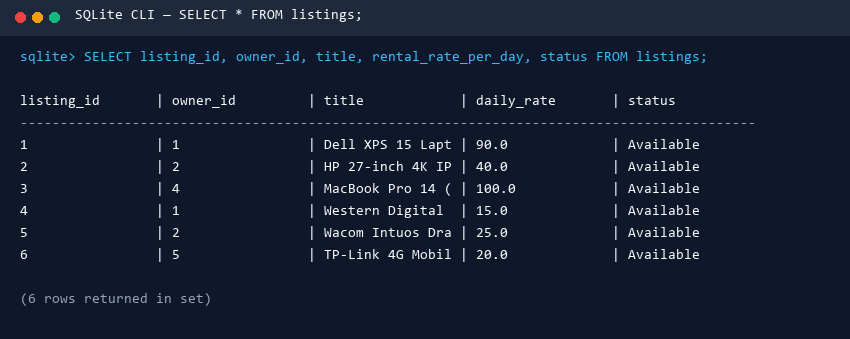 SQLite CLI — SELECT * FROM listings;
sqlite> SELECT listing_id, owner_id, title, rental_rate_per_day, status FROM listings;
listing_id | owner_id | title | daily_rate | status
--------------------------------------------------------------------------------------------
1 | 1 | Dell XPS 15 Lapt | 90.0 | Available
2 | 2 | HP 27-inch 4K IP | 40.0 | Available
3 | 4 | MacBook Pro 14 ( | 100.0 | Available
4 | 1 | Western Digital | 15.0 | Available
5 | 2 | Wacom Intuos Dra | 25.0 | Available
6 | 5 | TP-Link 4G Mobil | 20.0 | Available
(6 rows returned in set)